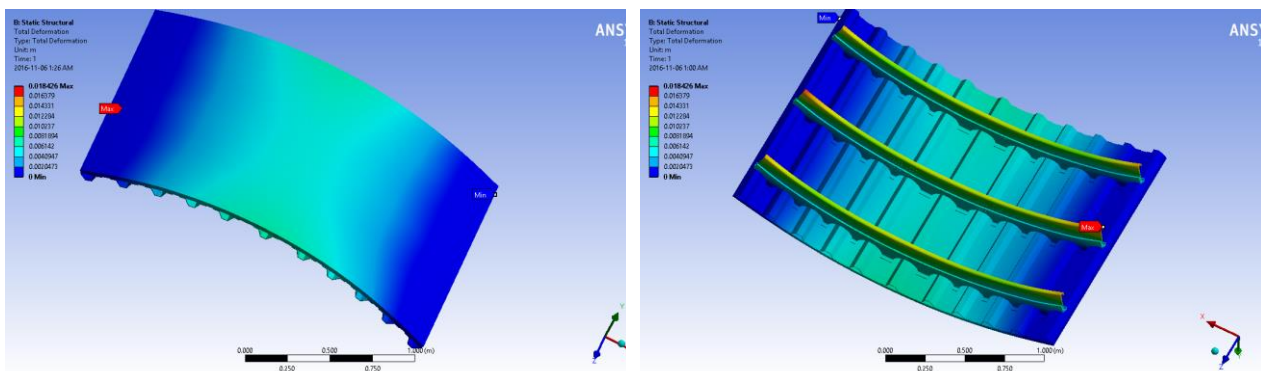 B: Static Structural
Total Deformation
Type: Total Deformation
Unit: m
Time: 1
2016-11-06 1:26 AM
0.018426 Max
0.016379
0.014331
0.012284
0.010237
0.0081894
0.006142
0.0040947
0.0020473
0 Min
Max
Min
ANSY
0.000
0.500
1.000 (m)
0.250
0.750
Y
Z
B: Static Structural
Total Deformation
Type: Total Deformation
Unit: m
Time: 1
2016-11-06 1:00 AM
0.018426 Max
0.016379
0.014331
0.012284
0.010237
0.0081894
0.006142
0.0040947
0.0020473
0 Min
Min
Max
ANSY
0.000
0.500
1.000 (m)
0.250
0.750
X
Z